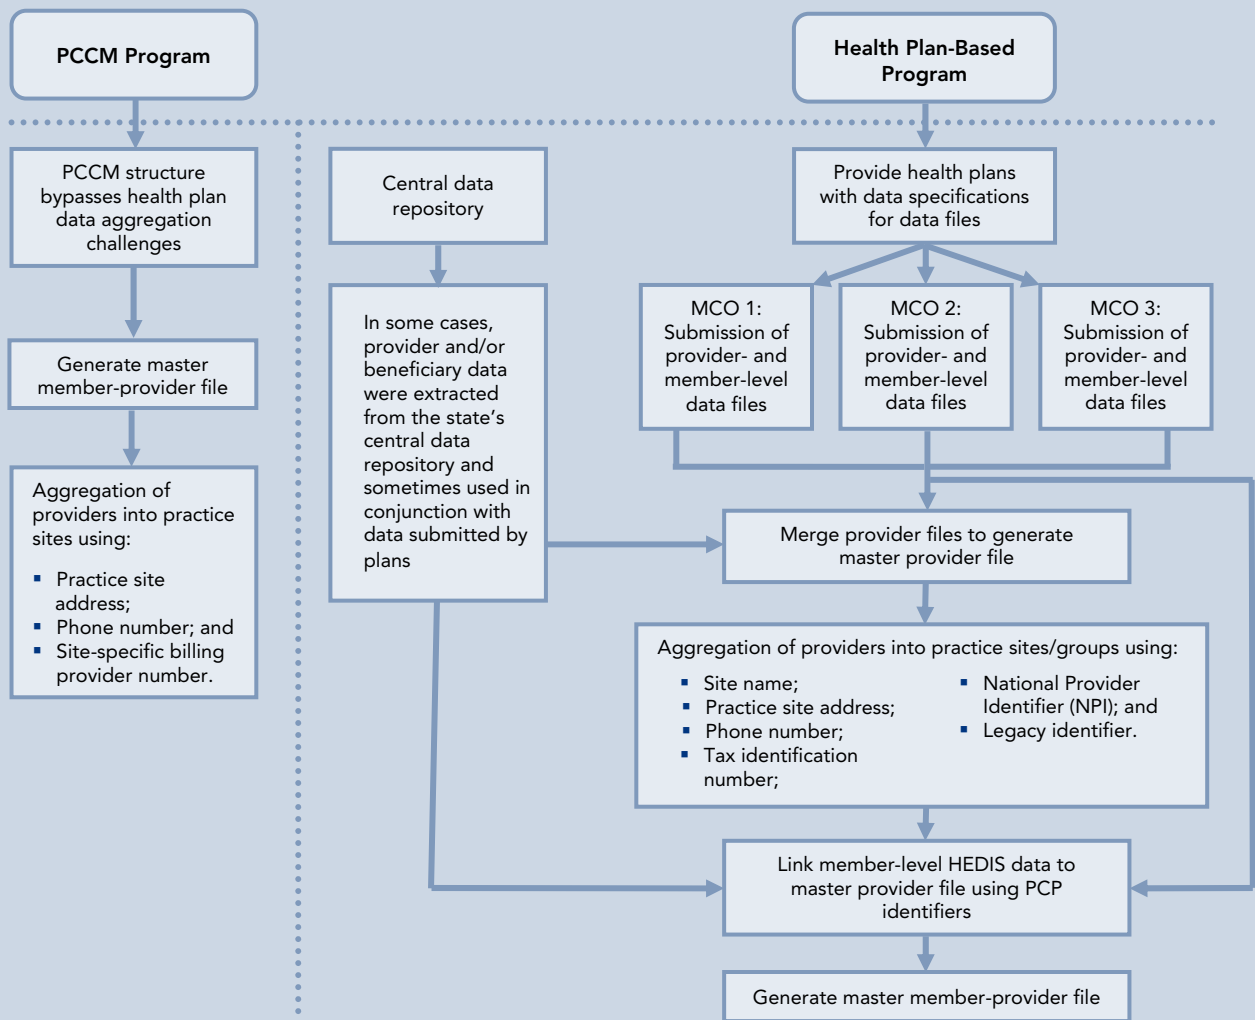 PCCM Program
PCCM structure
bypasses health plan
data aggregation
challenges
Generate master
member-provider file
Aggregation of
providers into practice
sites using:
▪ Practice site
address;
▪ Phone number; and
▪ Site-specific billing
provider number.
Central data
repository
In some cases,
provider and/or
beneficiary data
were extracted
from the state’s
central data
repository and
sometimes used in
conjunction with
data submitted by
plans
Health Plan-Based
Program
Provide health plans
with data specifications
for data files
MCO 1:
Submission of
provider- and
member-level
data files
MCO 2:
Submission of
provider- and
member-level
data files
MCO 3:
Submission of
provider- and
member-level
data files
Merge provider files to generate
master provider file
Aggregation of providers into practice sites/groups using:
▪ Site name;
▪ Practice site address;
▪ Phone number;
▪ Tax identification
number;
▪ National Provider
Identifier (NPI); and
▪ Legacy identifier.
Link member-level HEDIS data to
master provider file using PCP
identifiers
Generate master member-provider file